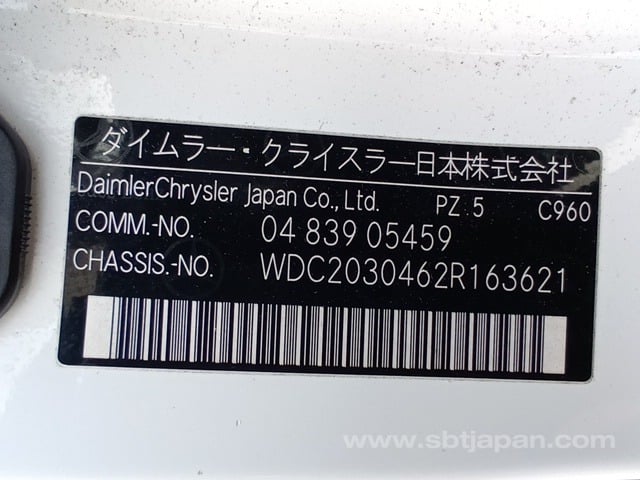 ダイムラー・クライスラー日本株式会社
DaimlerChrysler Japan Co., Ltd. PZ 5 C960
COMM.-NO. 04 839 05459
CHASSIS.-NO. WDC2030462R163621
www.sbtjapan.com